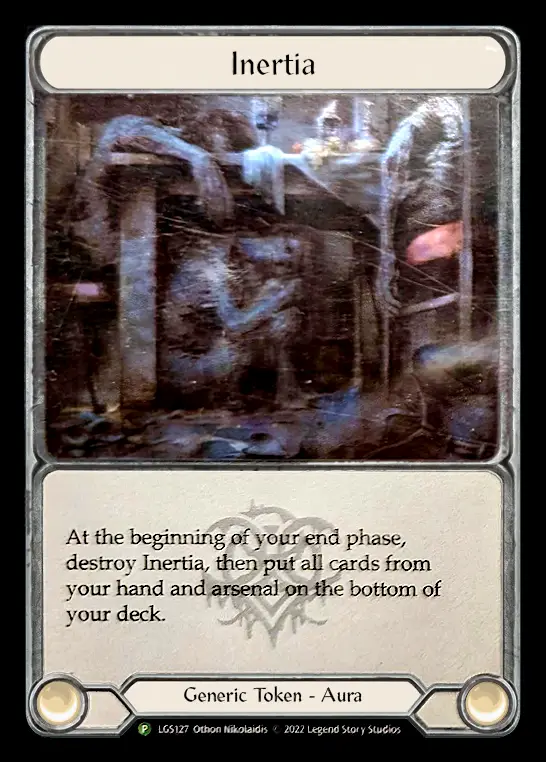 Inertia
At the beginning of your end phase,
destroy Inertia, then put all cards from
your hand and arsenal on the bottom of
your deck.
Generic Token - Aura
P LGS127 Othon Nikolaidis © 2022 Legend Story Studios